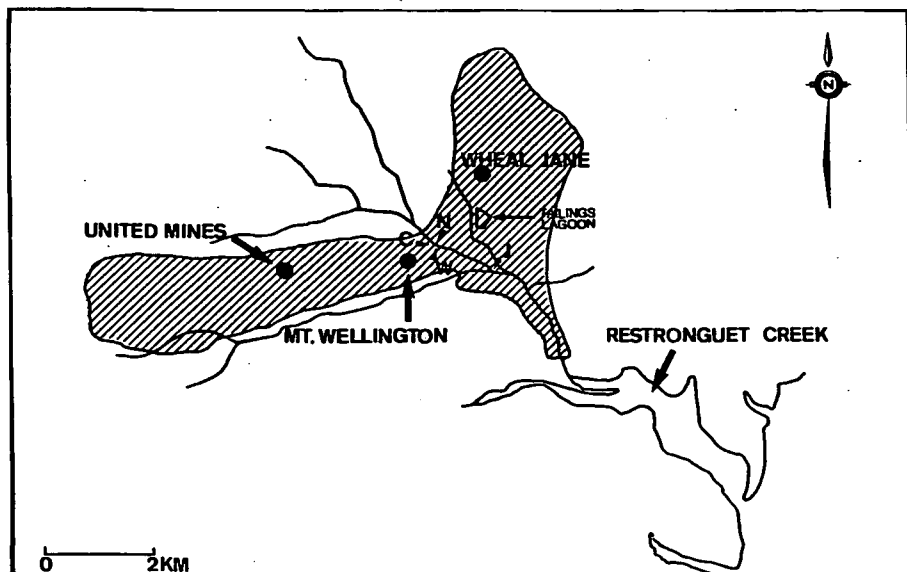 N
WHEAL JANE
TAILINGS
LAGOON
UNITED MINES
C
N
W
MT. WELLINGTON
RESTRONGUET CREEK
0 2KM